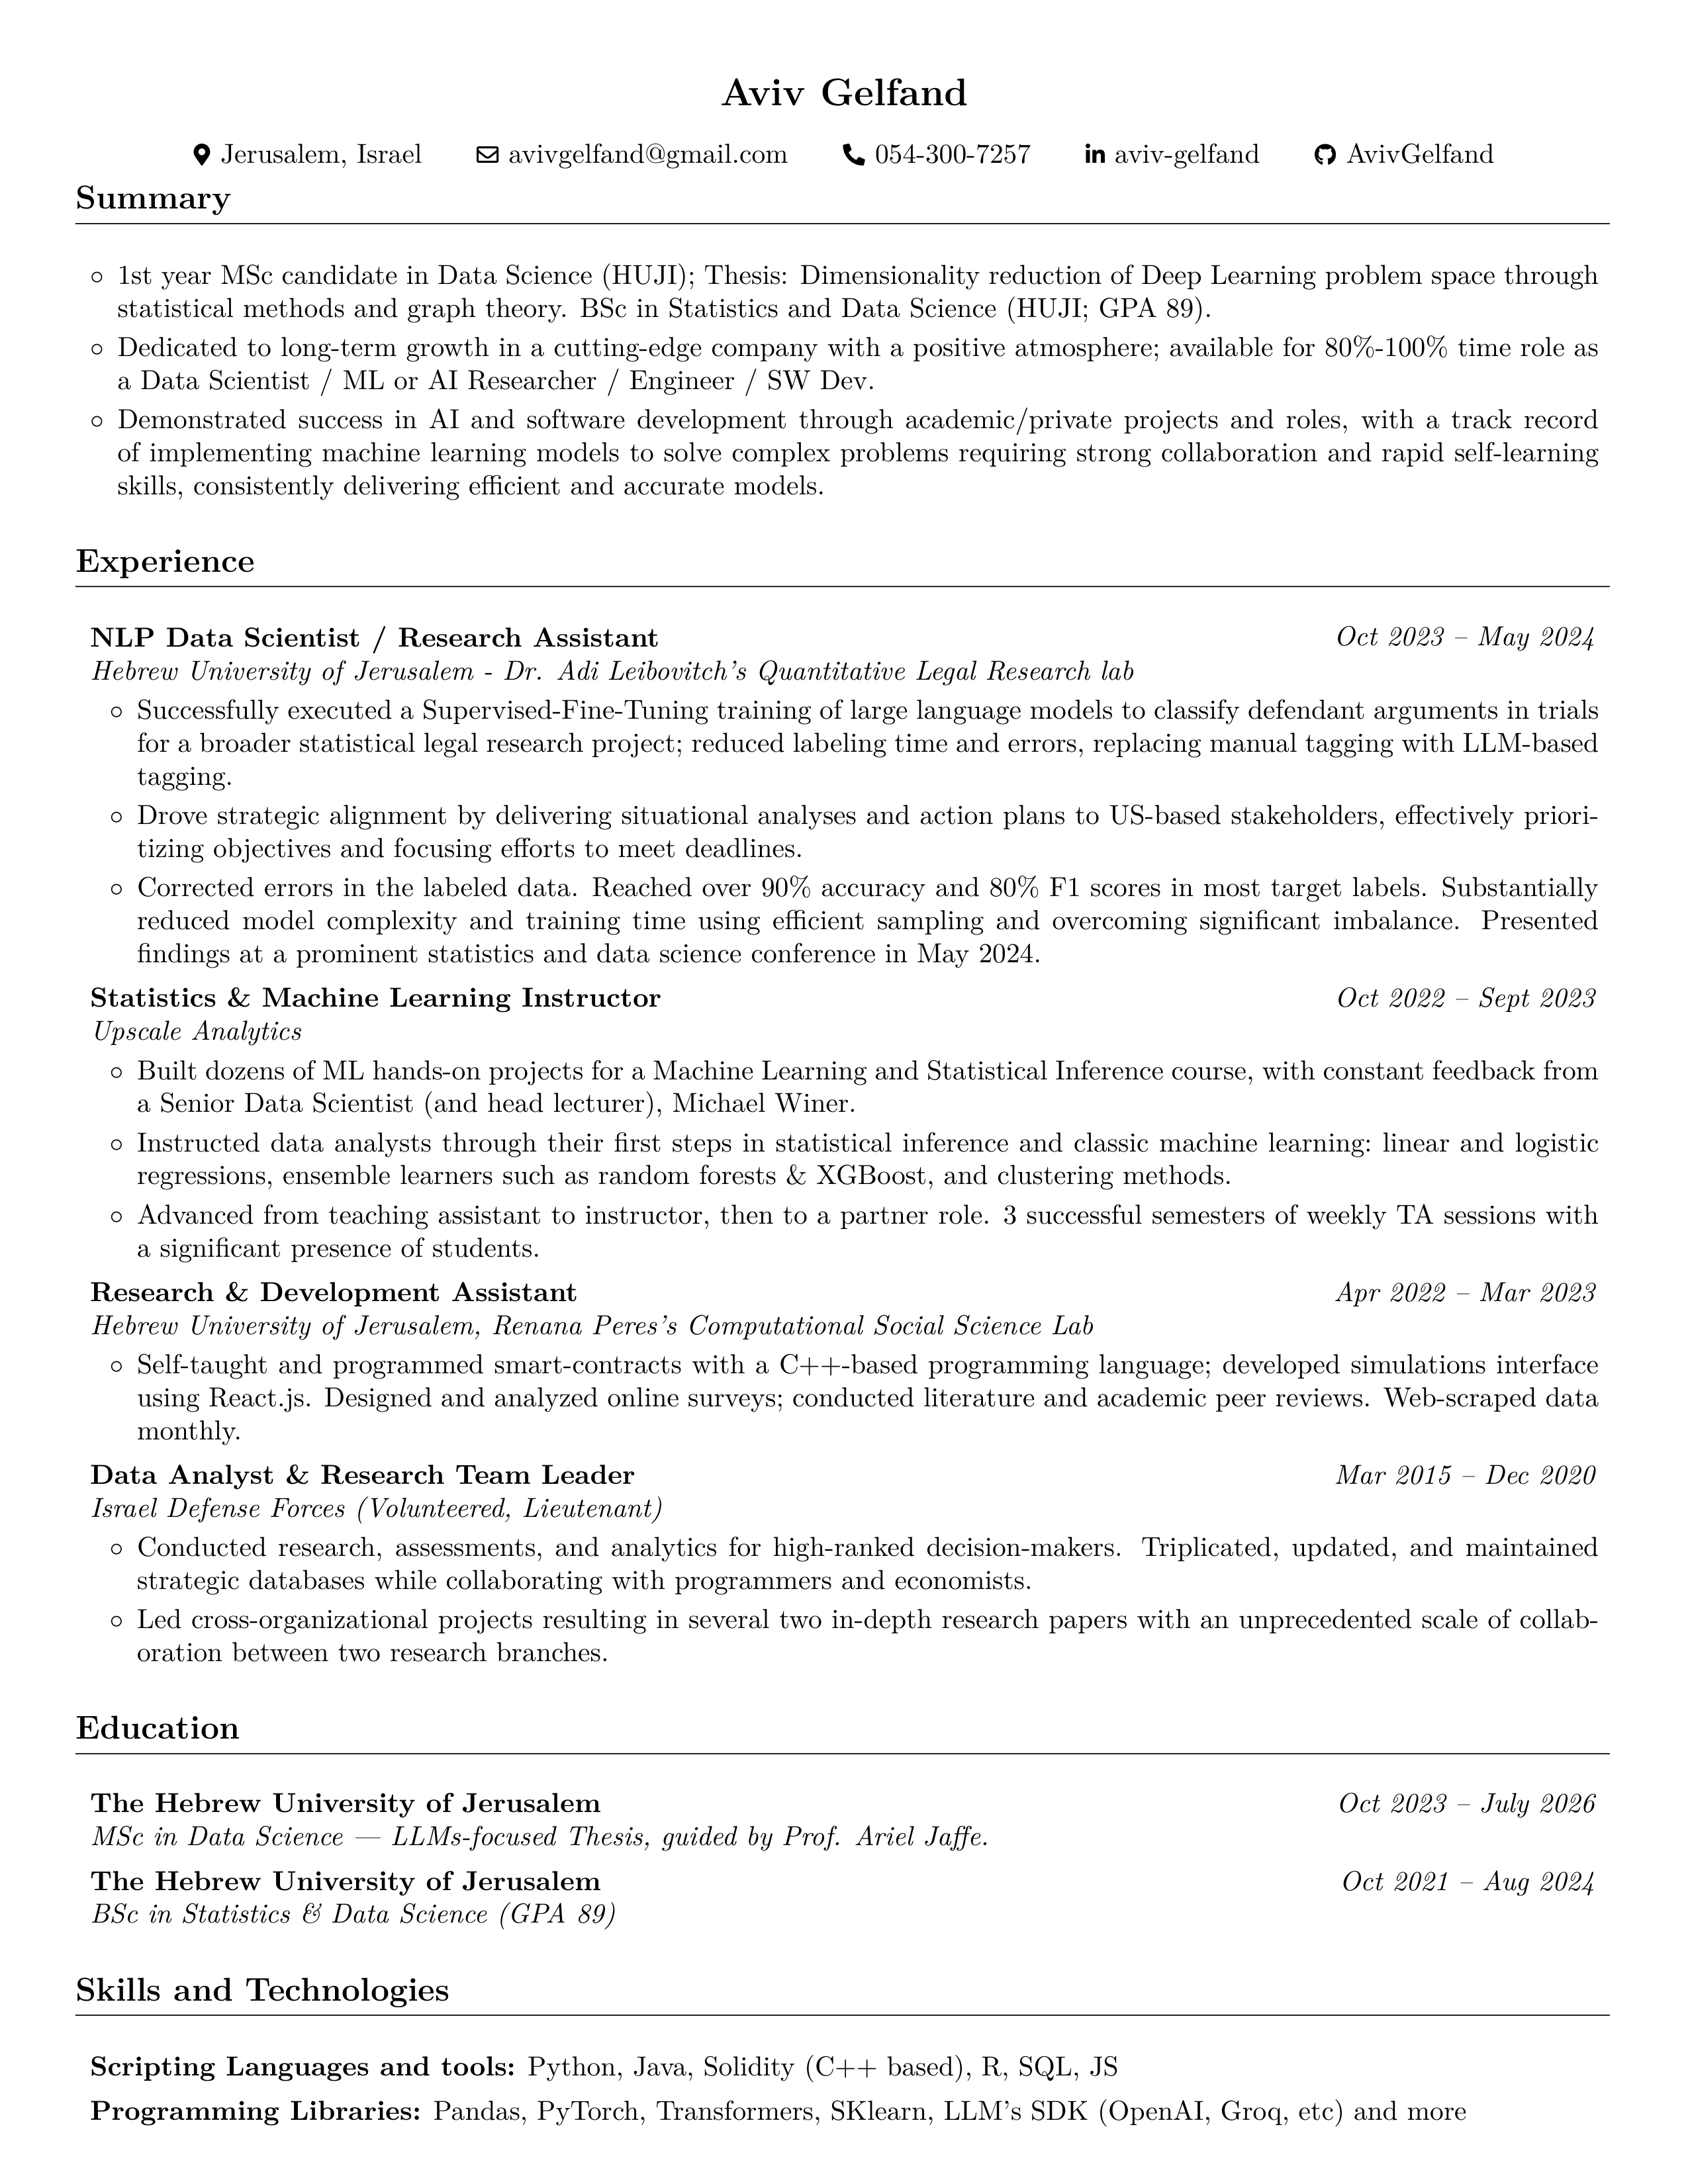 Aviv Gelfand
Jerusalem, Israel avivgelfand@gmail.com 054-300-7257 aviv-gelfand AvivGelfand
Summary
◦ 1st year MSc candidate in Data Science (HUJI); Thesis: Dimensionality reduction of Deep Learning problem space through
statistical methods and graph theory. BSc in Statistics and Data Science (HUJI; GPA 89).
◦ Dedicated to long-term growth in a cutting-edge company with a positive atmosphere; available for 80%-100% time role as
a Data Scientist / ML or AI Researcher / Engineer / SW Dev.
◦ Demonstrated success in AI and software development through academic/private projects and roles, with a track record
of implementing machine learning models to solve complex problems requiring strong collaboration and rapid self-learning
skills, consistently delivering efficient and accurate models.
Experience
NLP Data Scientist / Research Assistant Oct 2023 – May 2024
Hebrew University of Jerusalem - Dr. Adi Leibovitch's Quantitative Legal Research lab
◦ Successfully executed a Supervised-Fine-Tuning training of large language models to classify defendant arguments in trials
for a broader statistical legal research project; reduced labeling time and errors, replacing manual tagging with LLM-based
tagging.
◦ Drove strategic alignment by delivering situational analyses and action plans to US-based stakeholders, effectively priori-
tizing objectives and focusing efforts to meet deadlines.
◦ Corrected errors in the labeled data. Reached over 90% accuracy and 80% F1 scores in most target labels. Substantially
reduced model complexity and training time using efficient sampling and overcoming significant imbalance. Presented
findings at a prominent statistics and data science conference in May 2024.
Statistics & Machine Learning Instructor Oct 2022 – Sept 2023
Upscale Analytics
◦ Built dozens of ML hands-on projects for a Machine Learning and Statistical Inference course, with constant feedback from
a Senior Data Scientist (and head lecturer), Michael Winer.
◦ Instructed data analysts through their first steps in statistical inference and classic machine learning: linear and logistic
regressions, ensemble learners such as random forests & XGBoost, and clustering methods.
◦ Advanced from teaching assistant to instructor, then to a partner role. 3 successful semesters of weekly TA sessions with
a significant presence of students.
Research & Development Assistant Apr 2022 – Mar 2023
Hebrew University of Jerusalem, Renana Peres's Computational Social Science Lab
◦ Self-taught and programmed smart-contracts with a C++-based programming language; developed simulations interface
using React.js. Designed and analyzed online surveys; conducted literature and academic peer reviews. Web-scraped data
monthly.
Data Analyst & Research Team Leader Mar 2015 – Dec 2020
Israel Defense Forces (Volunteered, Lieutenant)
◦ Conducted research, assessments, and analytics for high-ranked decision-makers. Triplicated, updated, and maintained
strategic databases while collaborating with programmers and economists.
◦ Led cross-organizational projects resulting in several two in-depth research papers with an unprecedented scale of collab-
oration between two research branches.
Education
The Hebrew University of Jerusalem Oct 2023 – July 2026
MSc in Data Science — LLMs-focused Thesis, guided by Prof. Ariel Jaffe.
The Hebrew University of Jerusalem Oct 2021 – Aug 2024
BSc in Statistics & Data Science (GPA 89)
Skills and Technologies
Scripting Languages and tools: Python, Java, Solidity (C++ based), R, SQL, JS
Programming Libraries: Pandas, PyTorch, Transformers, SKlearn, LLM's SDK (OpenAI, Groq, etc) and more